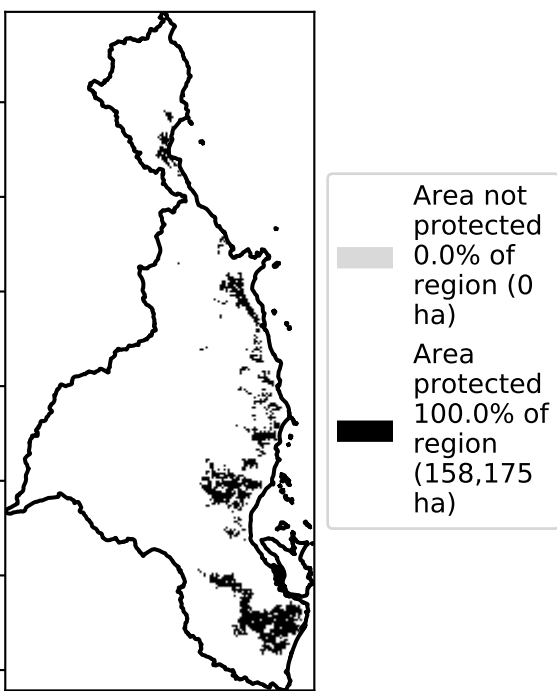 Area not
protected
0.0% of
region (0
ha)
Area
protected
100.0% of
region
(158,175
ha)